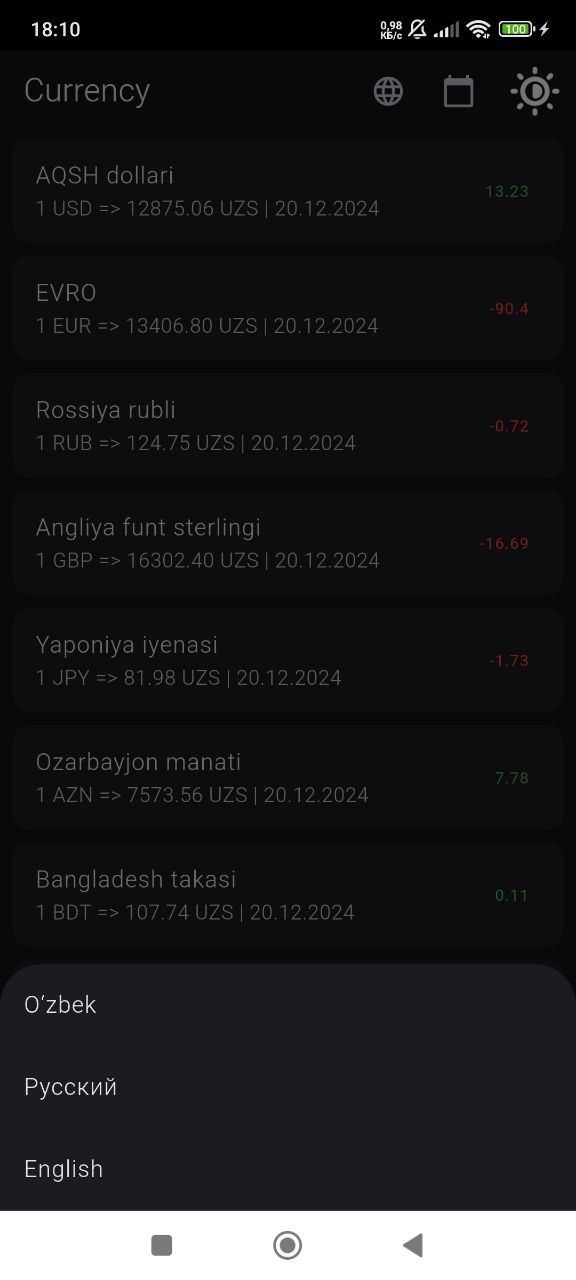 18:10
0,98
КБ/с
100
Currency
AQSH dollari
13.23
1 USD => 12875.06 UZS | 20.12.2024
EVRO
-90.4
1 EUR => 13406.80 UZS | 20.12.2024
Rossiya rubli
-0.72
1 RUB => 124.75 UZS | 20.12.2024
Angliya funt sterlingi
-16.69
1 GBP => 16302.40 UZS | 20.12.2024
Yaponiya iyenasi
-1.73
1 JPY => 81.98 UZS | 20.12.2024
Ozarbayjon manati
7.78
1 AZN => 7573.56 UZS | 20.12.2024
Bangladesh takasi
0.11
1 BDT => 107.74 UZS | 20.12.2024
O‘zbek
Русский
English